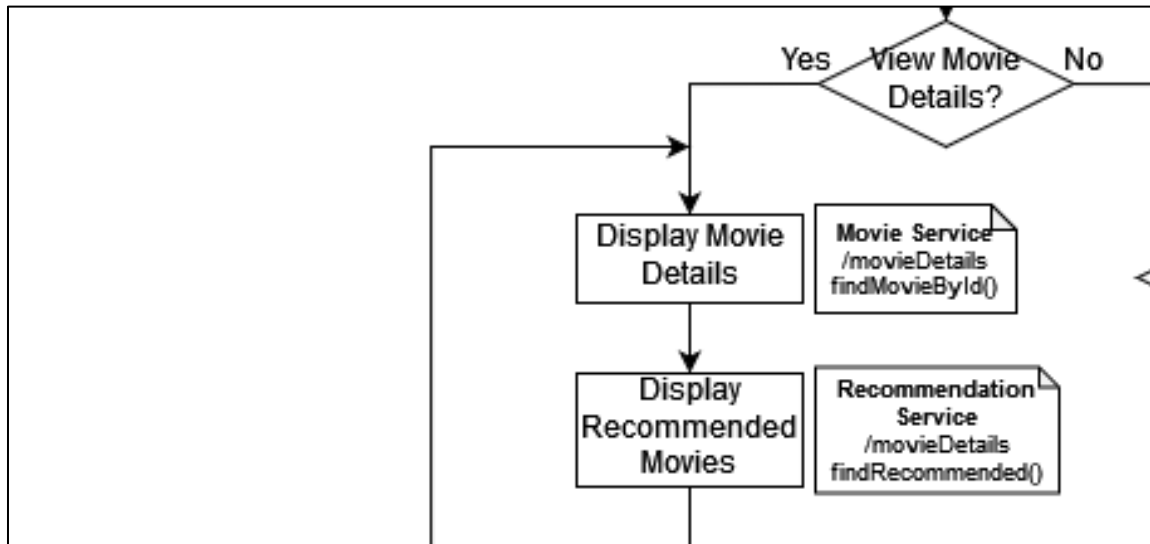 Yes
View Movie
Details?
No
Display Movie
Details
Movie Service
/movieDetails
findMovieById()
Display
Recommended
Movies
Recommendation
Service
/movieDetails
findRecommended()